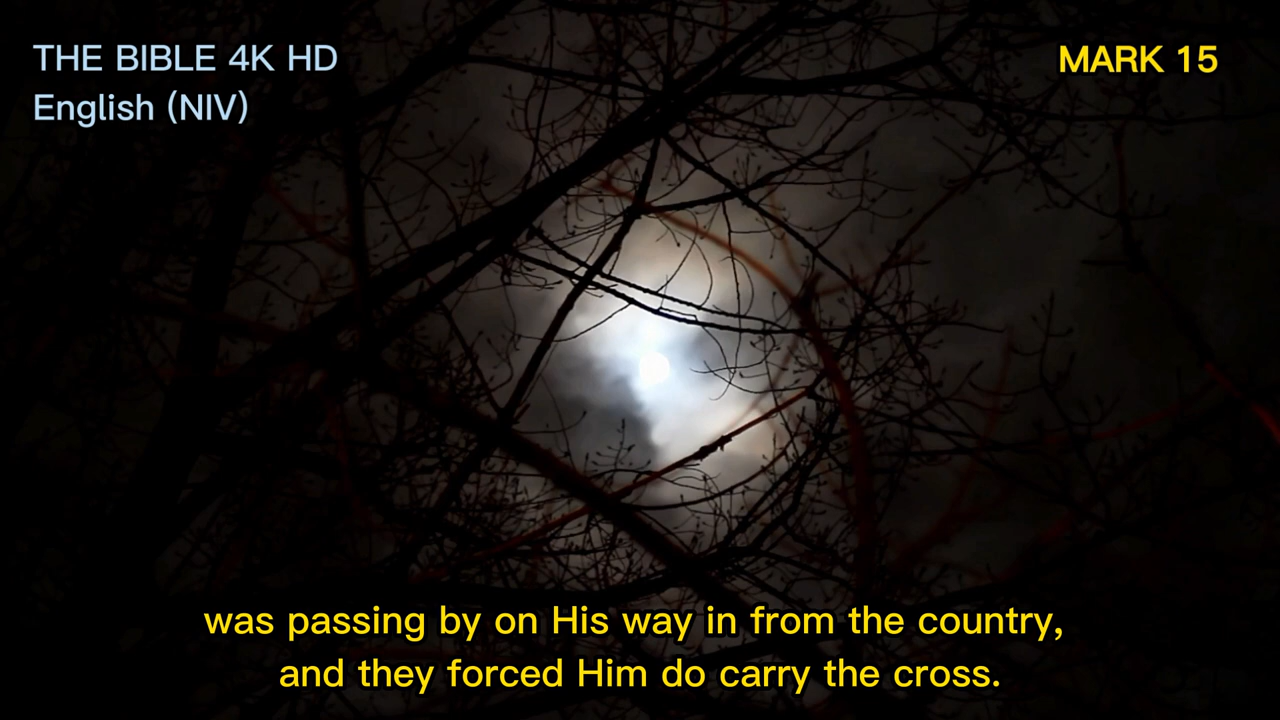 THE BIBLE 4K HD
English (NIV)
MARK 15
was passing by on His way in from the country,
and they forced Him do carry the cross.